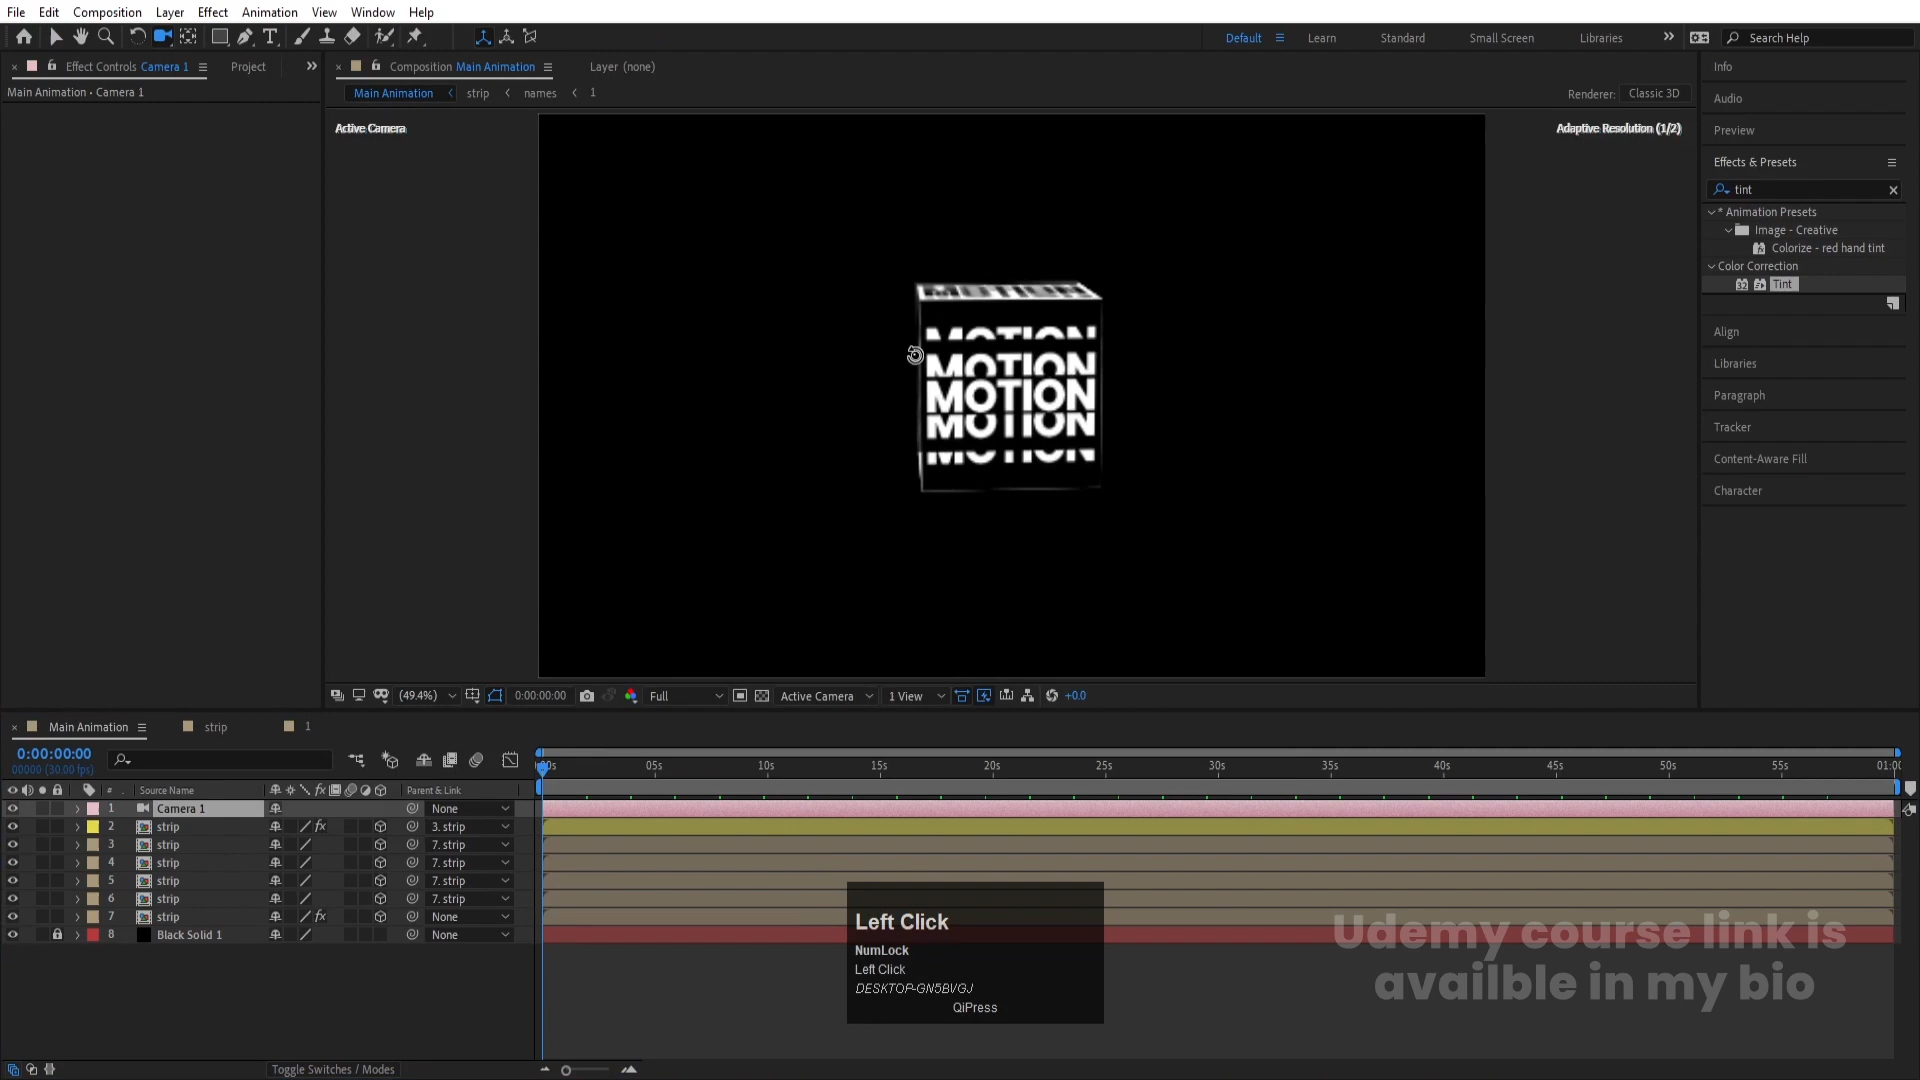 File Edit Composition Layer Effect Animation View Window Help
Default Learn Standard Small Screen Libraries Search Help
Effect Controls Camera 1 Project
Composition Main Animation Layer (none)
Main Animation • Camera 1
Main Animation strip names 1
Renderer: Classic 3D
Active Camera
Adaptive Resolution (1/2)
Info
Audio
Preview
Effects & Presets
tint
* Animation Presets
Image - Creative
Colorize - red hand tint
Color Correction
32 Tint
Align
Libraries
Paragraph
Tracker
Content-Aware Fill
Character
MOTION
MOTION
MOTION
MOTION
MOTION
MOTION
(49.4%) 0:00:00:00 Full Active Camera 1 View +0.0
Main Animation strip 1
0:00:00:00
00000 (30.00 fps)
05s 10s 15s 20s 25s 30s 35s 40s 45s 50s 55s
# Source Name fx Parent & Link
1 Camera 1 None
2 strip fx 3. strip
3 strip 7. strip
4 strip 7. strip
5 strip 7. strip
6 strip 7. strip
7 strip fx None
8 Black Solid 1 None
Left Click
NumLock
Left Click
DESKTOP-GN5BVGJ
QiPress
Udemy course link is
availble in my bio
Toggle Switches / Modes